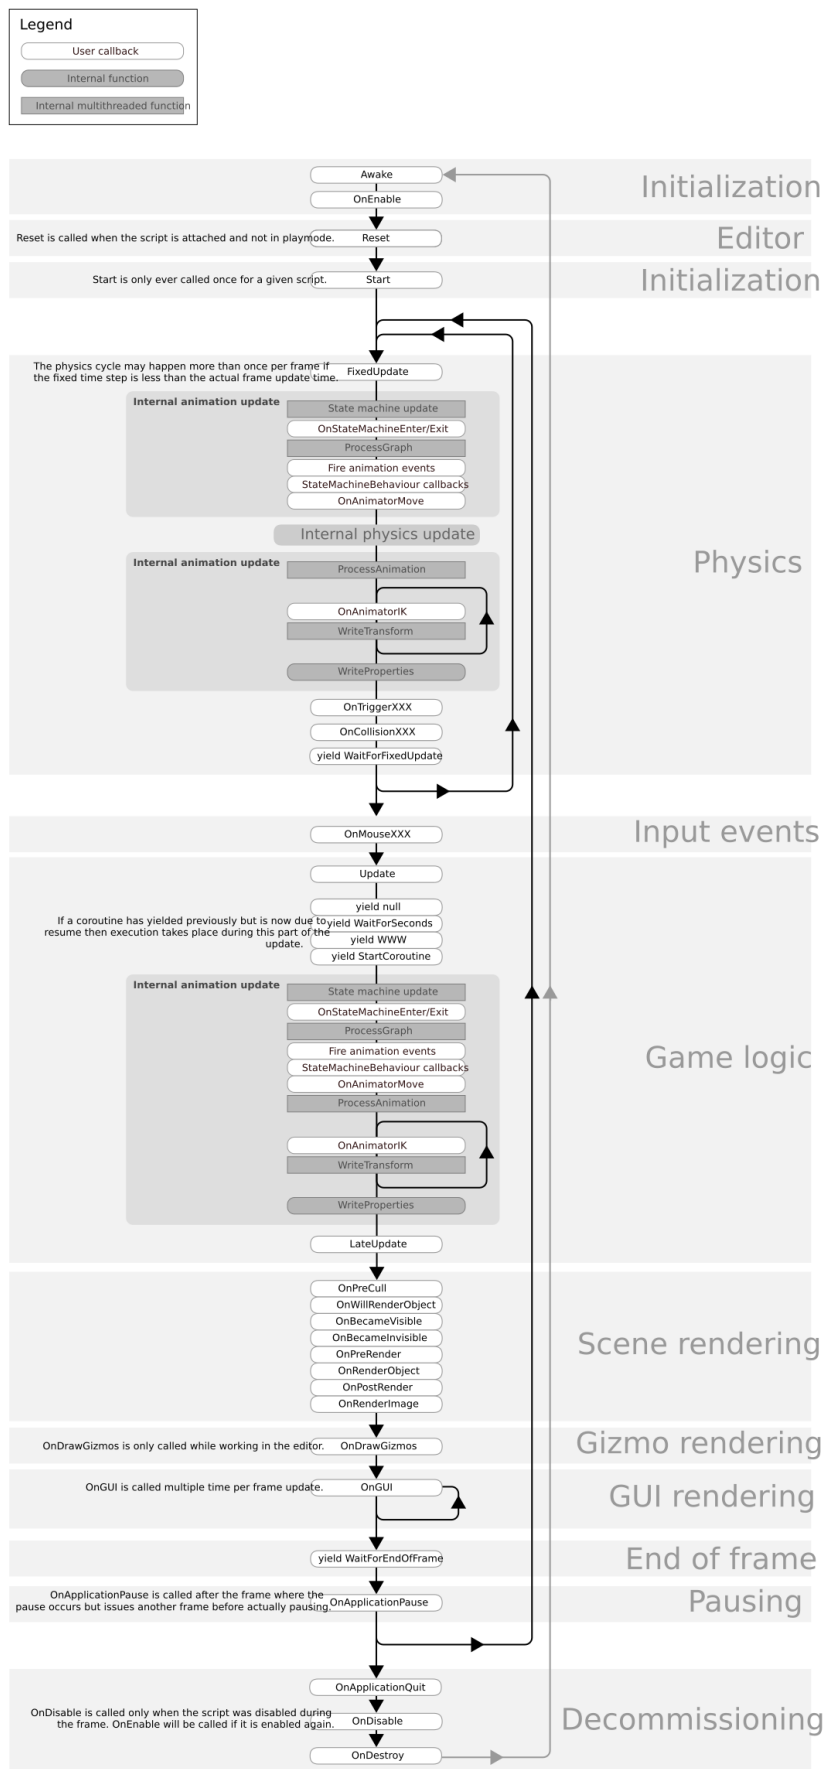 Legend
User callback
Internal function
Internal multithreaded function
Awake
Initialization
OnEnable
Reset is called when the script is attached and not in playmode.
Reset
Editor
Start is only ever called once for a given script.
Start
Initialization
The physics cycle may happen more than once per frame if
the fixed time step is less than the actual frame update time.
FixedUpdate
Internal animation update
State machine update
OnStateMachineEnter/Exit
ProcessGraph
Fire animation events
StateMachineBehaviour callbacks
OnAnimatorMove
Internal physics update
Physics
Internal animation update
ProcessAnimation
OnAnimatorIK
WriteTransform
WriteProperties
OnTriggerXXX
OnCollisionXXX
yield WaitForFixedUpdate
OnMouseXXX
Input events
Update
yield null
If a coroutine has yielded previously but is now due to
resume then execution takes place during this part of the
update.
yield WaitForSeconds
yield WWW
yield StartCoroutine
Internal animation update
State machine update
OnStateMachineEnter/Exit
ProcessGraph
Fire animation events
Game logic
StateMachineBehaviour callbacks
OnAnimatorMove
ProcessAnimation
OnAnimatorIK
WriteTransform
WriteProperties
LateUpdate
OnPreCull
OnWillRenderObject
OnBecameVisible
OnBecameInvisible
Scene rendering
OnPreRender
OnRenderObject
OnPostRender
OnRenderImage
OnDrawGizmos is only called while working in the editor.
OnDrawGizmos
Gizmo rendering
OnGUI is called multiple time per frame update.
OnGUI
GUI rendering
yield WaitForEndOfFrame
End of frame
OnApplicationPause is called after the frame where the
pause occurs but issues another frame before actually pausing.
OnApplicationPause
Pausing
OnApplicationQuit
OnDisable is called only when the script was disabled during
the frame. OnEnable will be called if it is enabled again.
OnDisable
Decommissioning
OnDestroy